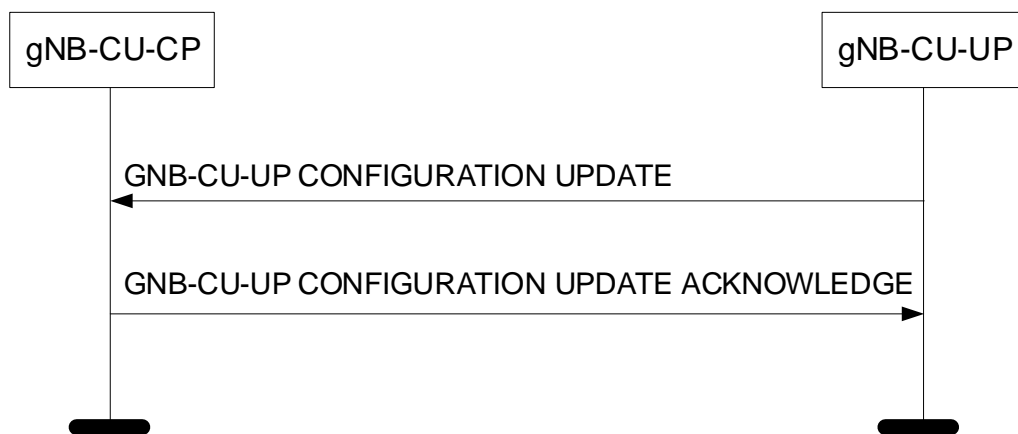 gNB-CU-CP
gNB-CU-UP
GNB-CU-UP CONFIGURATION UPDATE
GNB-CU-UP CONFIGURATION UPDATE ACKNOWLEDGE